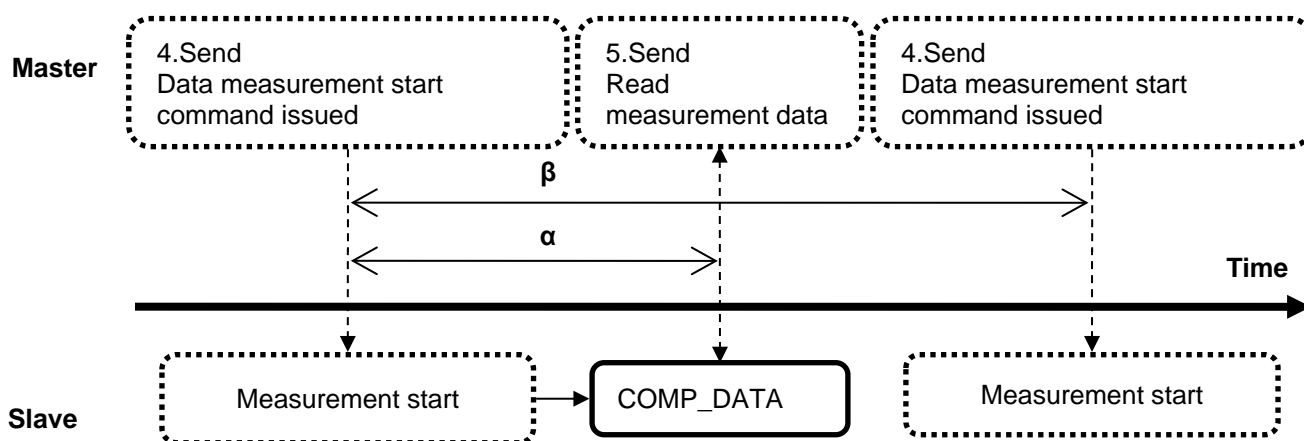 Master
4.Send
Data measurement start
command issued
5.Send
Read
measurement data
4.Send
Data measurement start
command issued
β
α
Time
Slave
Measurement start
COMP_DATA
Measurement start